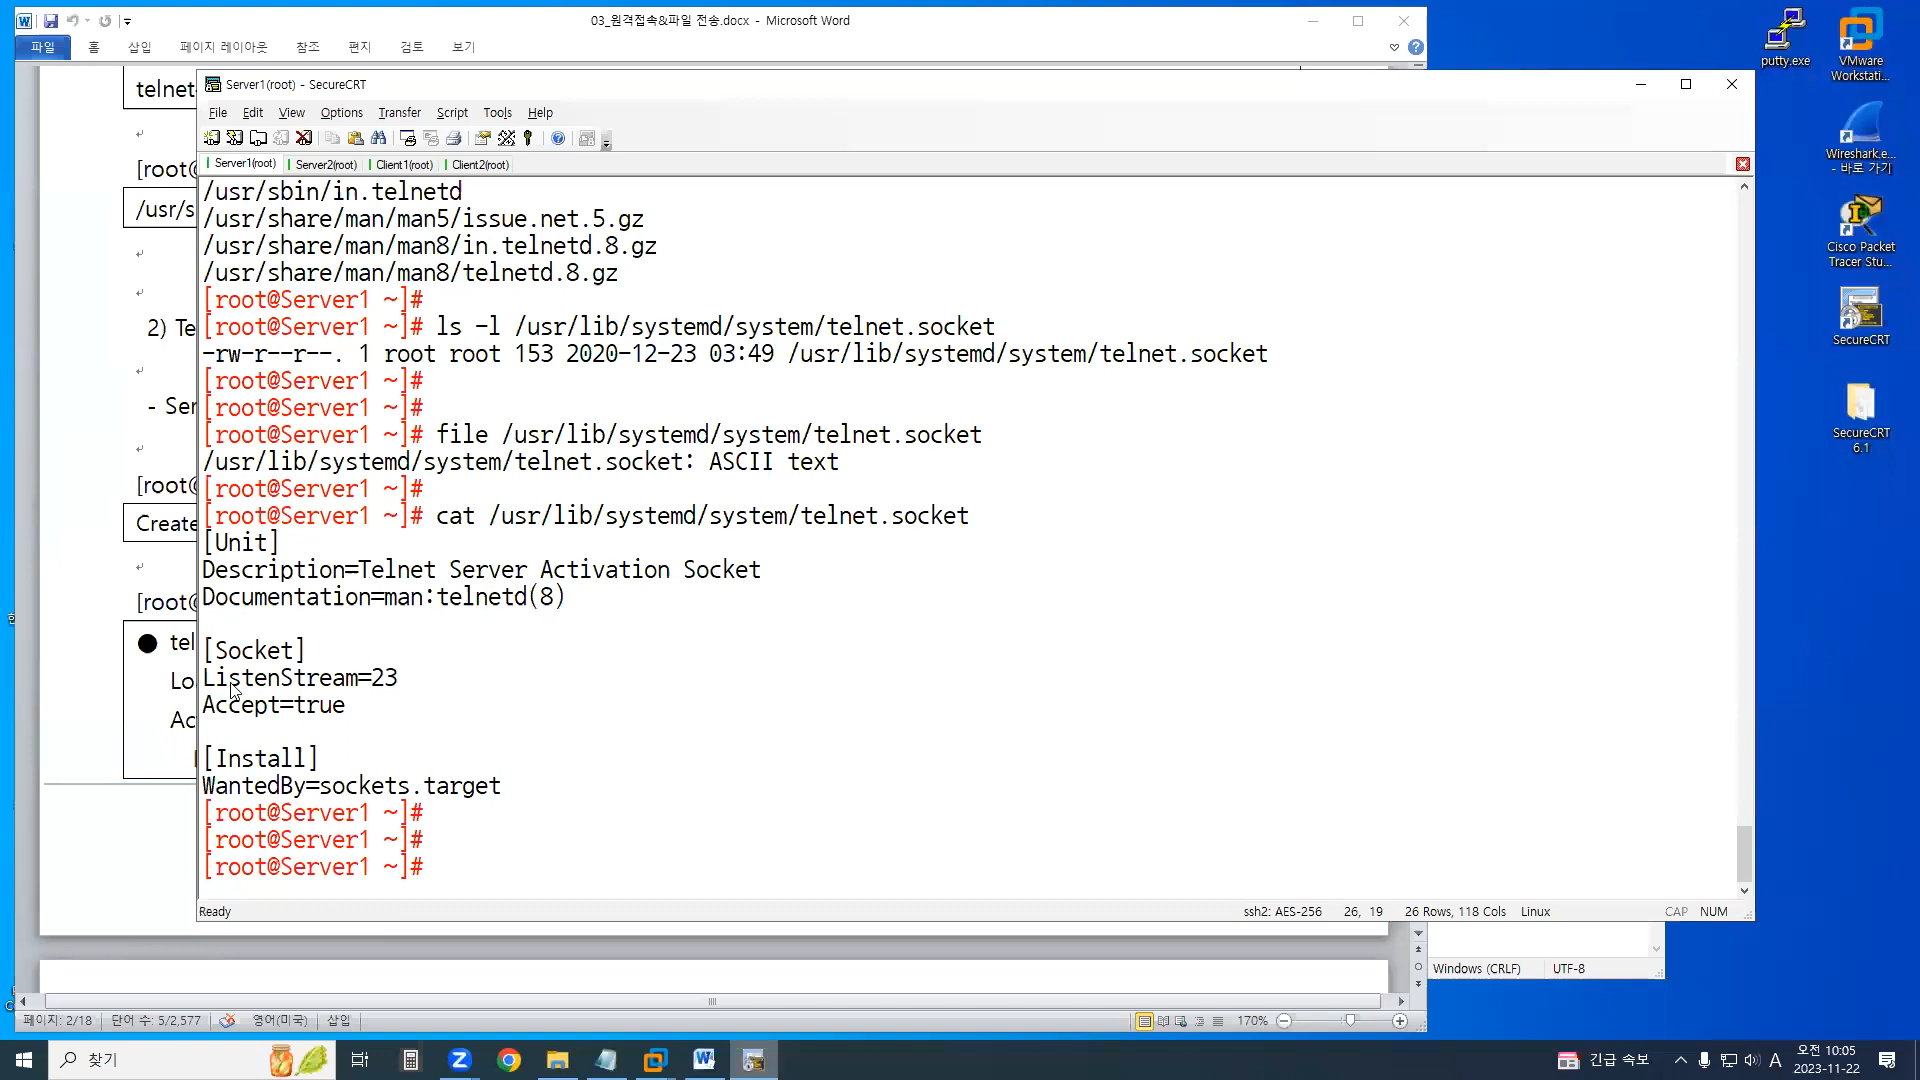 03_원격접속&파일 전송.docx - Microsoft Word
파일 홈 삽입 페이지 레이아웃 참조 편지 검토 보기
telnet
[root@
/usr/s
2) Te
- Ser
[root@
Create
[root@
● tel
Lo
Ac
Server1(root) - SecureCRT
File Edit View Options Transfer Script Tools Help
Server1(root) Server2(root) Client1(root) Client2(root)
/usr/sbin/in.telnetd
/usr/share/man/man5/issue.net.5.gz
/usr/share/man/man8/in.telnetd.8.gz
/usr/share/man/man8/telnetd.8.gz
[root@Server1 ~]#
[root@Server1 ~]# ls -l /usr/lib/systemd/system/telnet.socket
-rw-r--r--. 1 root root 153 2020-12-23 03:49 /usr/lib/systemd/system/telnet.socket
[root@Server1 ~]#
[root@Server1 ~]#
[root@Server1 ~]# file /usr/lib/systemd/system/telnet.socket
/usr/lib/systemd/system/telnet.socket: ASCII text
[root@Server1 ~]#
[root@Server1 ~]# cat /usr/lib/systemd/system/telnet.socket
[Unit]
Description=Telnet Server Activation Socket
Documentation=man:telnetd(8)
[Socket]
ListenStream=23
Accept=true
[Install]
WantedBy=sockets.target
[root@Server1 ~]#
[root@Server1 ~]#
[root@Server1 ~]#
Ready
ssh2: AES-256 26, 19 26 Rows, 118 Cols Linux CAP NUM
Windows (CRLF) UTF-8
페이지: 2/18 단어 수: 5/2,577 영어(미국) 삽입 170%
putty.exe
VMware
Workstati...
Wireshark.e...
- 바로 가기
Cisco Packet
Tracer Stu...
SecureCRT
SecureCRT
6.1
찾기
긴급 속보
A
오전 10:05
2023-11-22